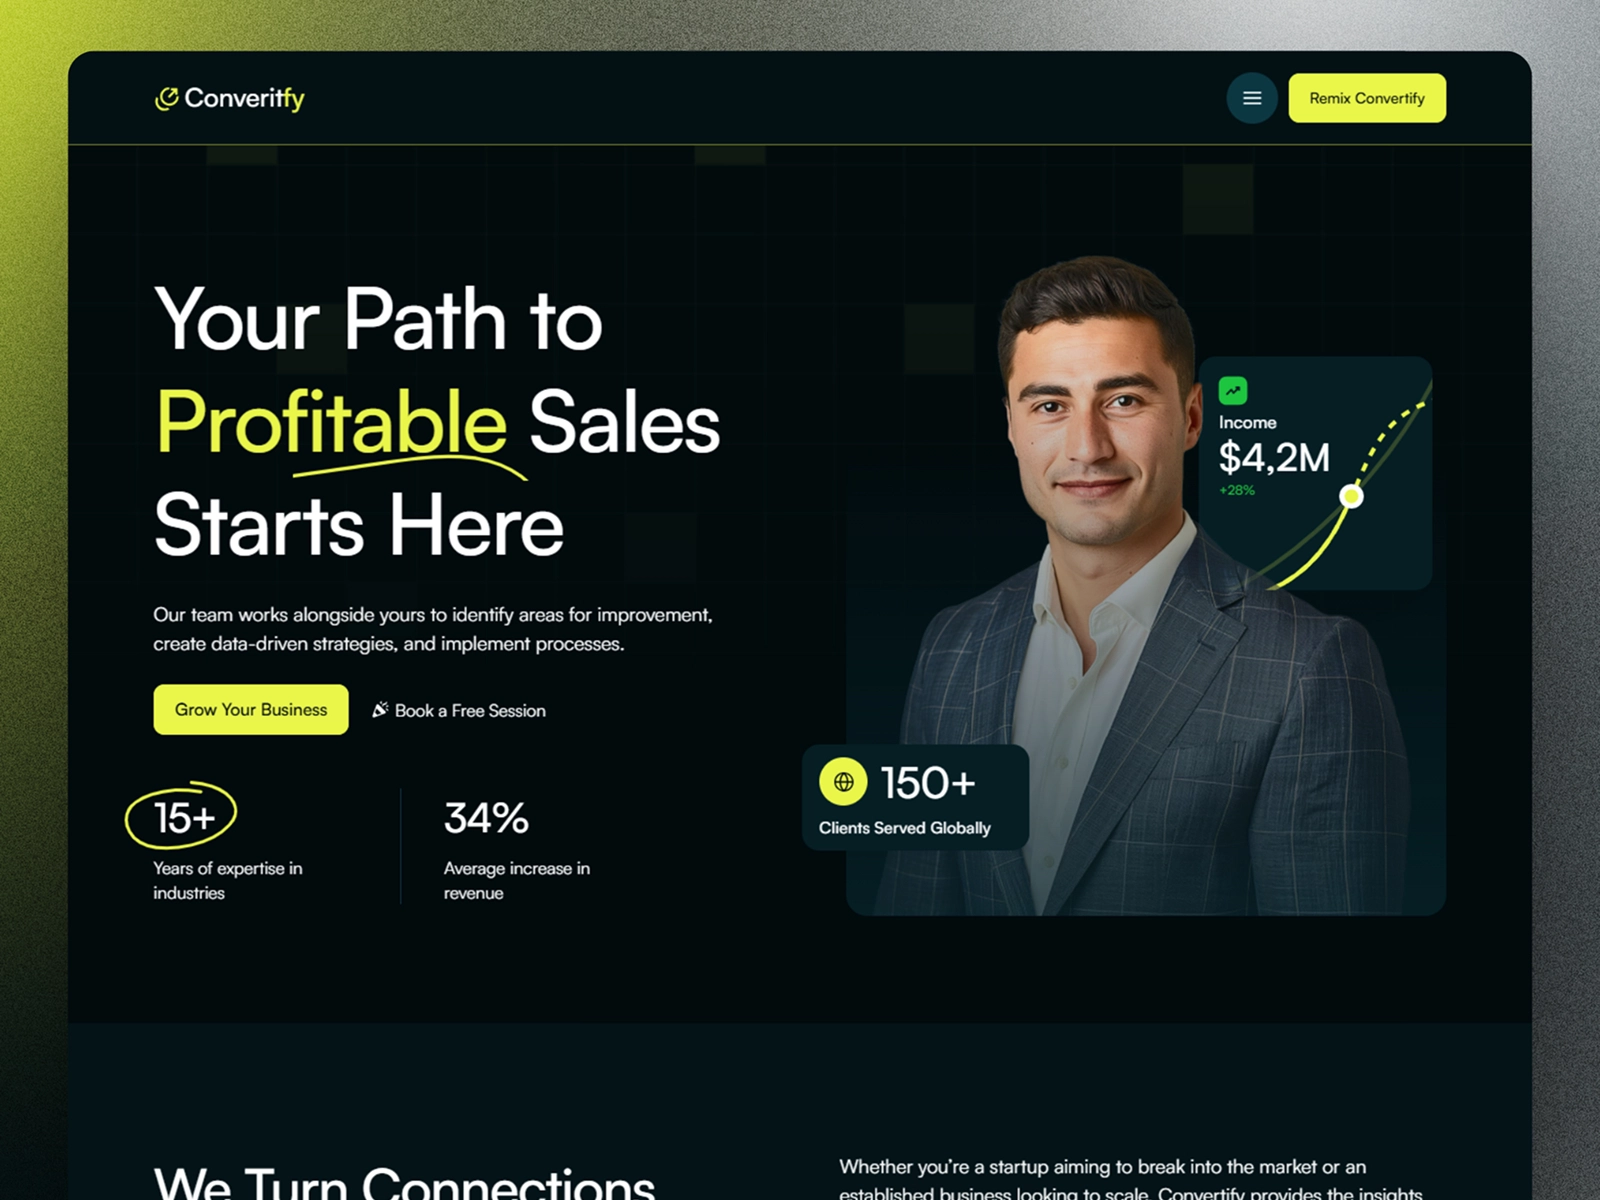 Converitfy
Remix Convertify
Your Path to
Profitable Sales
Starts Here
Our team works alongside yours to identify areas for improvement,
create data-driven strategies, and implement processes.
Grow Your Business
Book a Free Session
15+
Years of expertise in
industries
34%
Average increase in
revenue
Income
$4,2M
+28%
150+
Clients Served Globally
We Turn Connections
Whether you’re a startup aiming to break into the market or an
established business looking to scale, Convertify provides the insights